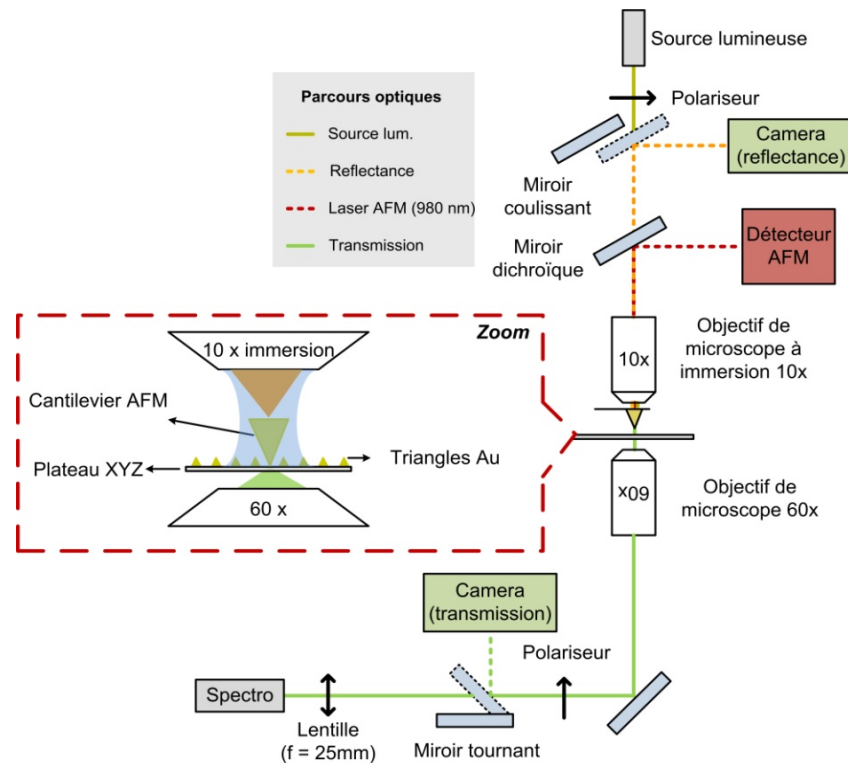 Source lumineuse
Parcours optiques
Source lum.
Reflectance
Laser AFM (980 nm)
Transmission
Polariseur
Camera
(reflectance)
Miroir
coulissant
Miroir
dichroïque
Détecteur
AFM
Zoom
10 x immersion
Cantilevier AFM
Plateau XYZ
Triangles Au
60 x
10x
Objectif de
microscope à
immersion 10x
60x
Objectif de
microscope 60x
Camera
(transmission)
Polariseur
Spectro
Lentille
(f = 25mm)
Miroir tournant